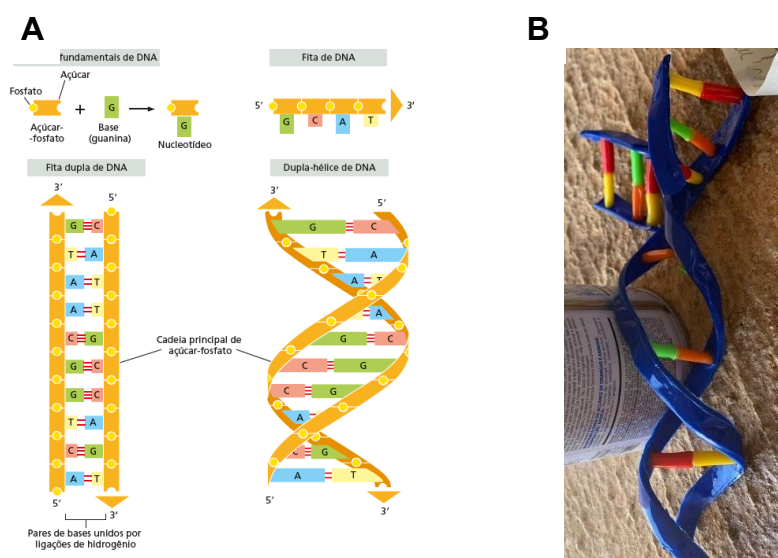 A
B
fundamentais de DNA
Fosfato
Açúcar
+
G
Açúcar-
-fosfato
Base
(guanina)
G
Nucleotídeo
Fita de DNA
5′
3′
G
C
A
T
Fita dupla de DNA
3′
5′
G C
T A
A T
A T
C G
G C
G C
T A
C G
A T
5′
3′
Pares de bases unidos por
ligações de hidrogênio
Cadeia principal de
açúcar-fosfato
Dupla-hélice de DNA
3′
5′
G C
T A
A T
A
G C
C G
C G
A
C G
A T
5′
3′